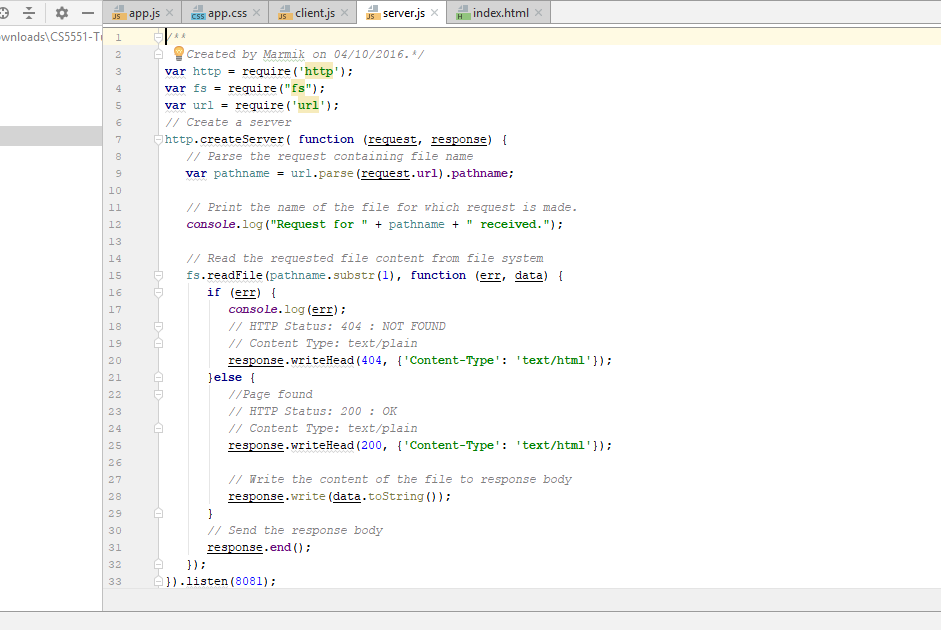 app.js
app.css
client.js
server.js
index.html
ownloads\CS5551-Tu
1 /**
2 Created by Marmik on 04/10/2016.*/
3 var http = require('http');
4 var fs = require("fs");
5 var url = require('url');
6 // Create a server
7 http.createServer( function (request, response) {
8 // Parse the request containing file name
9 var pathname = url.parse(request.url).pathname;
10
11 // Print the name of the file for which request is made.
12 console.log("Request for " + pathname + " received.");
13
14 // Read the requested file content from file system
15 fs.readFile(pathname.substr(1), function (err, data) {
16 if (err) {
17 console.log(err);
18 // HTTP Status: 404 : NOT FOUND
19 // Content Type: text/plain
20 response.writeHead(404, {'Content-Type': 'text/html'});
21 }else {
22 //Page found
23 // HTTP Status: 200 : OK
24 // Content Type: text/plain
25 response.writeHead(200, {'Content-Type': 'text/html'});
26
27 // Write the content of the file to response body
28 response.write(data.toString());
29 }
30 // Send the response body
31 response.end();
32 });
33 }).listen(8081);